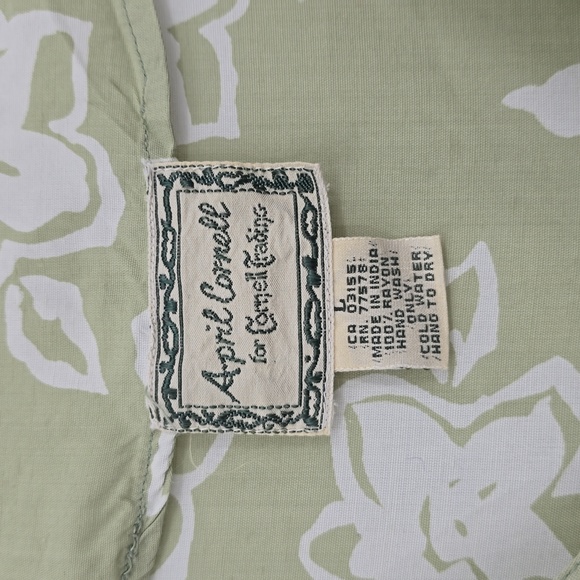 April Cornell
for Cornell Trading
L
CA 73155
RN. 73578
MADE IN INDIA
100% RAYON
HAND WASH
ONLY
COLD WATER
HANG TO DRY